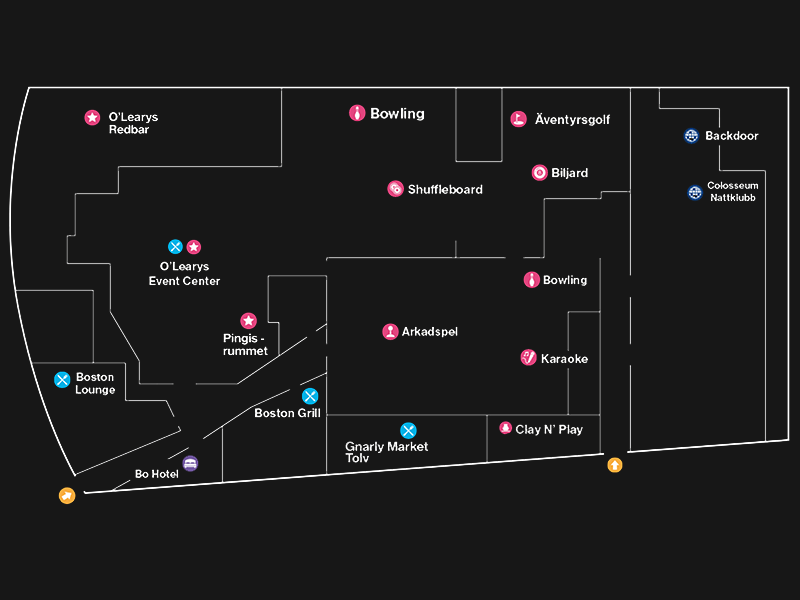 O'Learys
Redbar
Bowling
Äventyrsgolf
Backdoor
Biljard
Shuffleboard
Colosseum
Nattklubb
O'Learys
Event Center
Bowling
Pingis -
rummet
Arkadspel
Karaoke
Boston
Lounge
Boston Grill
Clay N' Play
Gnarly Market
Tolv
Bo Hotel